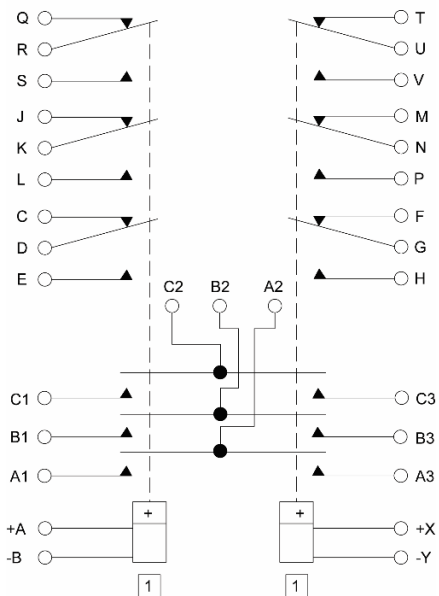 Q T
R U
S V
J M
K N
L P
C F
D G
E H
C2 B2 A2
C1 C3
B1 B3
A1 A3
+ +
+A +X
-B -Y
1 1